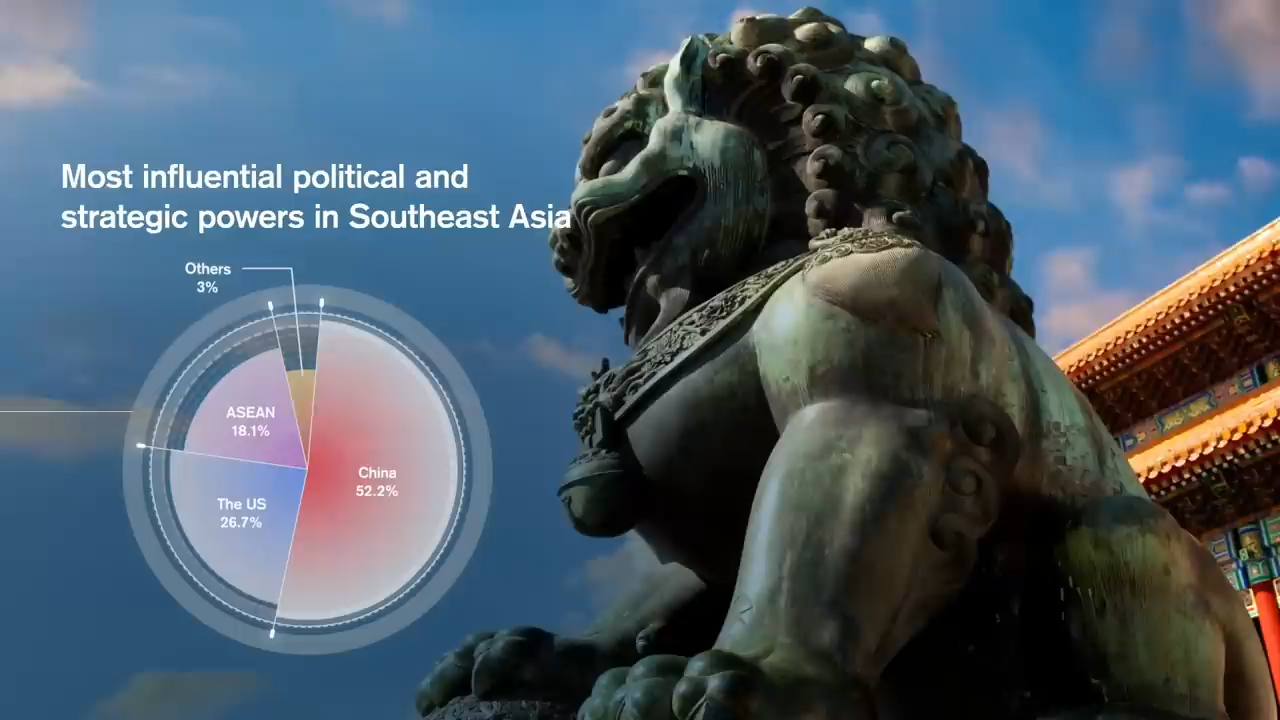 Most influential political and
strategic powers in Southeast Asia
Others
3%
ASEAN
18.1%
China
52.2%
The US
26.7%